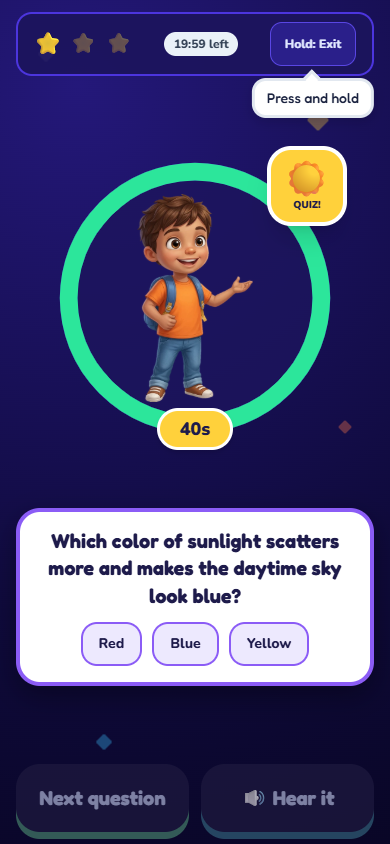 19:59 left
Hold: Exit
Press and hold
QUIZ!
40s
Which color of sunlight scatters
more and makes the daytime sky
look blue?
Red
Blue
Yellow
Next question
Hear it